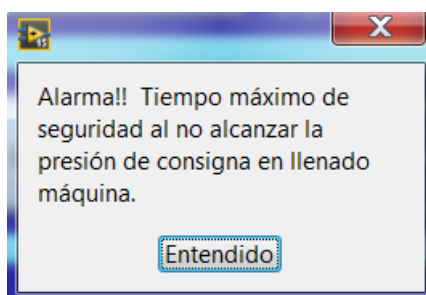 Alarma!! Tiempo máximo de
seguridad al no alcanzar la
presión de consigna en llenado
máquina.
Entendido